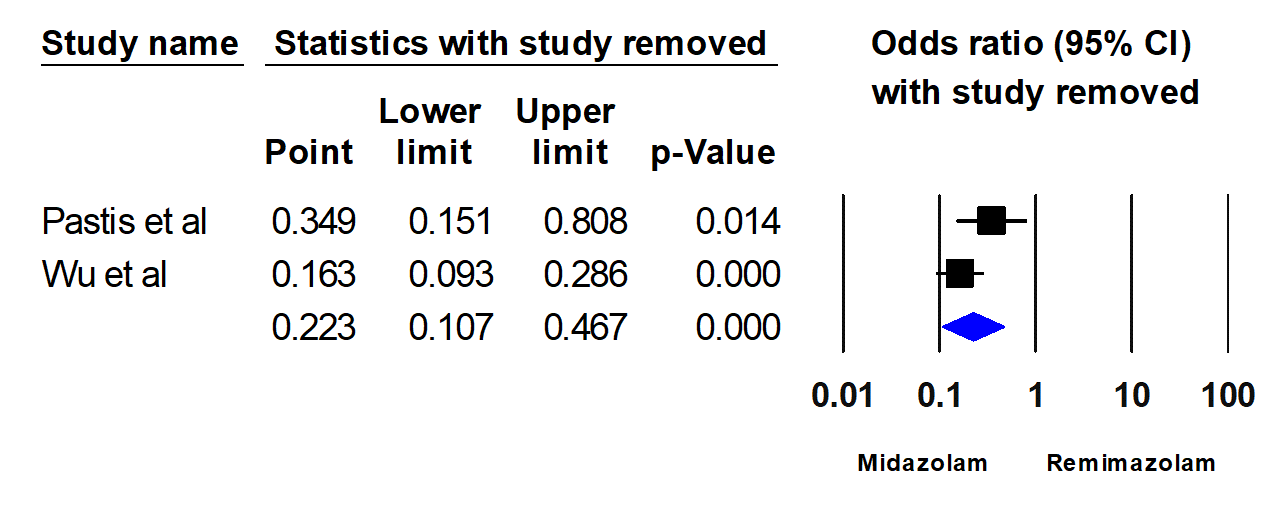 Study name Statistics with study removed Odds ratio (95% CI)
with study removed
Lower Upper
Point limit limit p-Value
Pastis et al 0.349 0.151 0.808 0.014
Wu et al 0.163 0.093 0.286 0.000
0.223 0.107 0.467 0.000
0.01 0.1 1 10 100
Midazolam Remimazolam